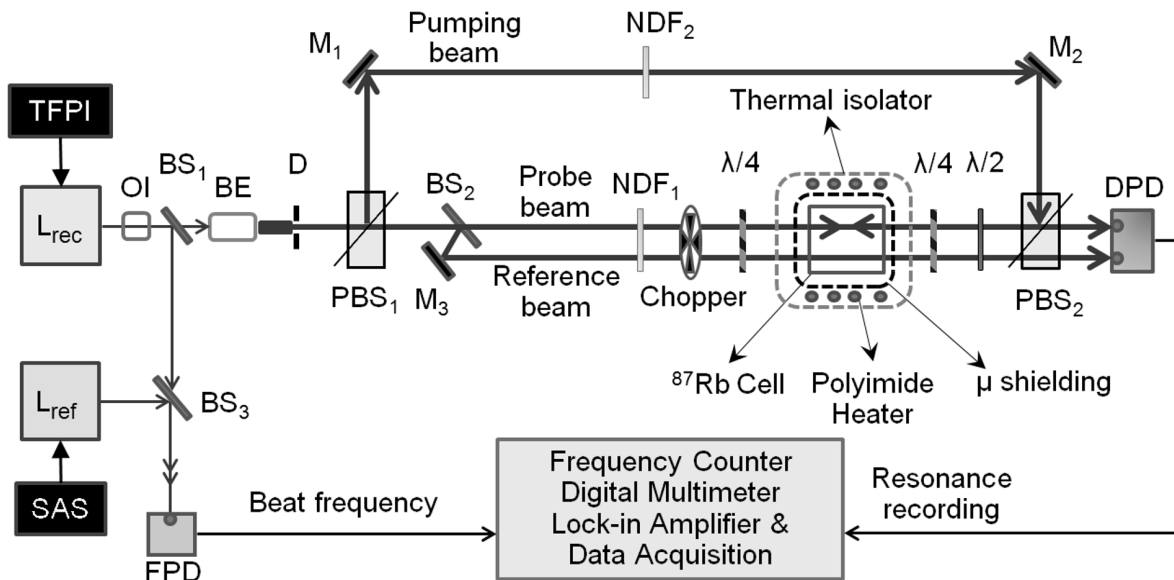 Pumping
beam
NDF2
M1
M2
TFPI
Thermal isolator
BS1
OI
BE
D
BS2
Probe
beam
NDF1
λ/4
λ/4
λ/2
DPD
Lrec
PBS1
M3
Reference
beam
Chopper
PBS2
87Rb Cell
Polyimide
Heater
μ shielding
Lref
BS3
SAS
Beat frequency
Frequency Counter
Digital Multimeter
Lock-in Amplifier &
Data Acquisition
Resonance
recording
FPD